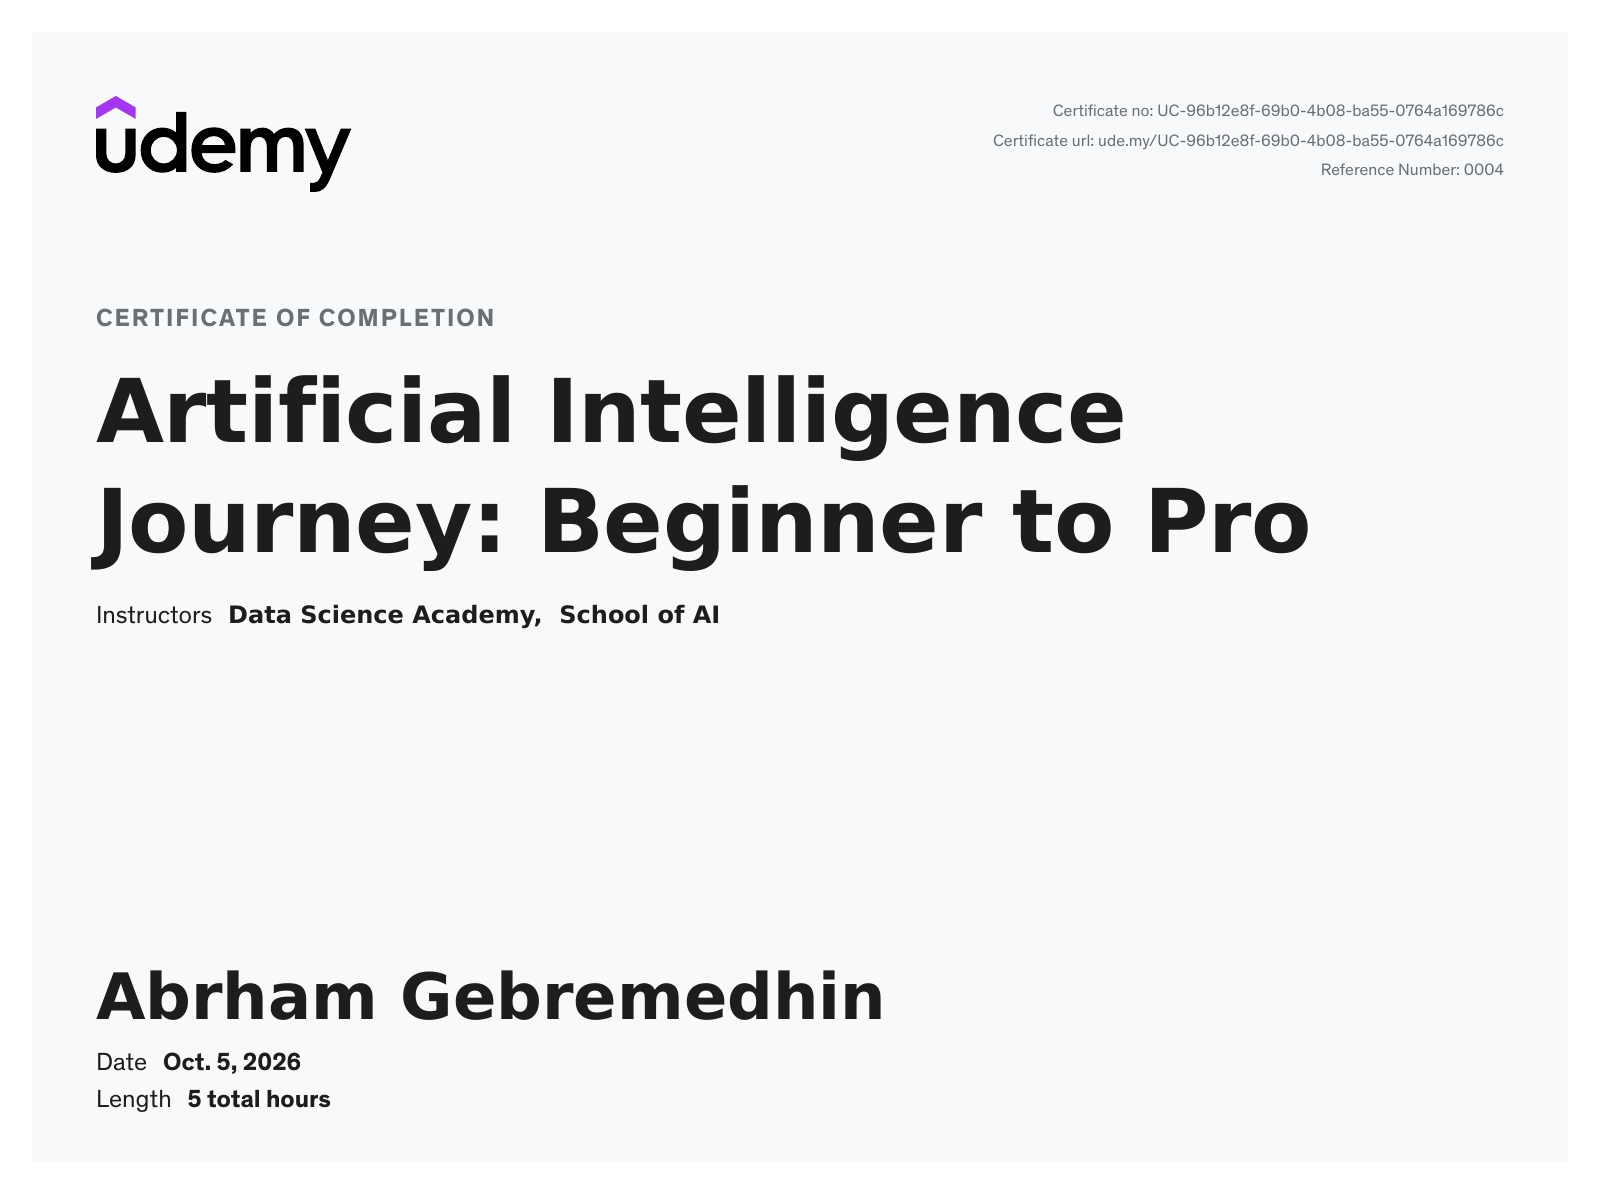 udemy
Certificate no: UC-96b12e8f-69b0-4b08-ba55-0764a169786c
Certificate url: ude.my/UC-96b12e8f-69b0-4b08-ba55-0764a169786c
Reference Number: 0004
CERTIFICATE OF COMPLETION
Artificial Intelligence
Journey: Beginner to Pro
Instructors Data Science Academy, School of AI
Abrham Gebremedhin
Date Oct. 5, 2026
Length 5 total hours